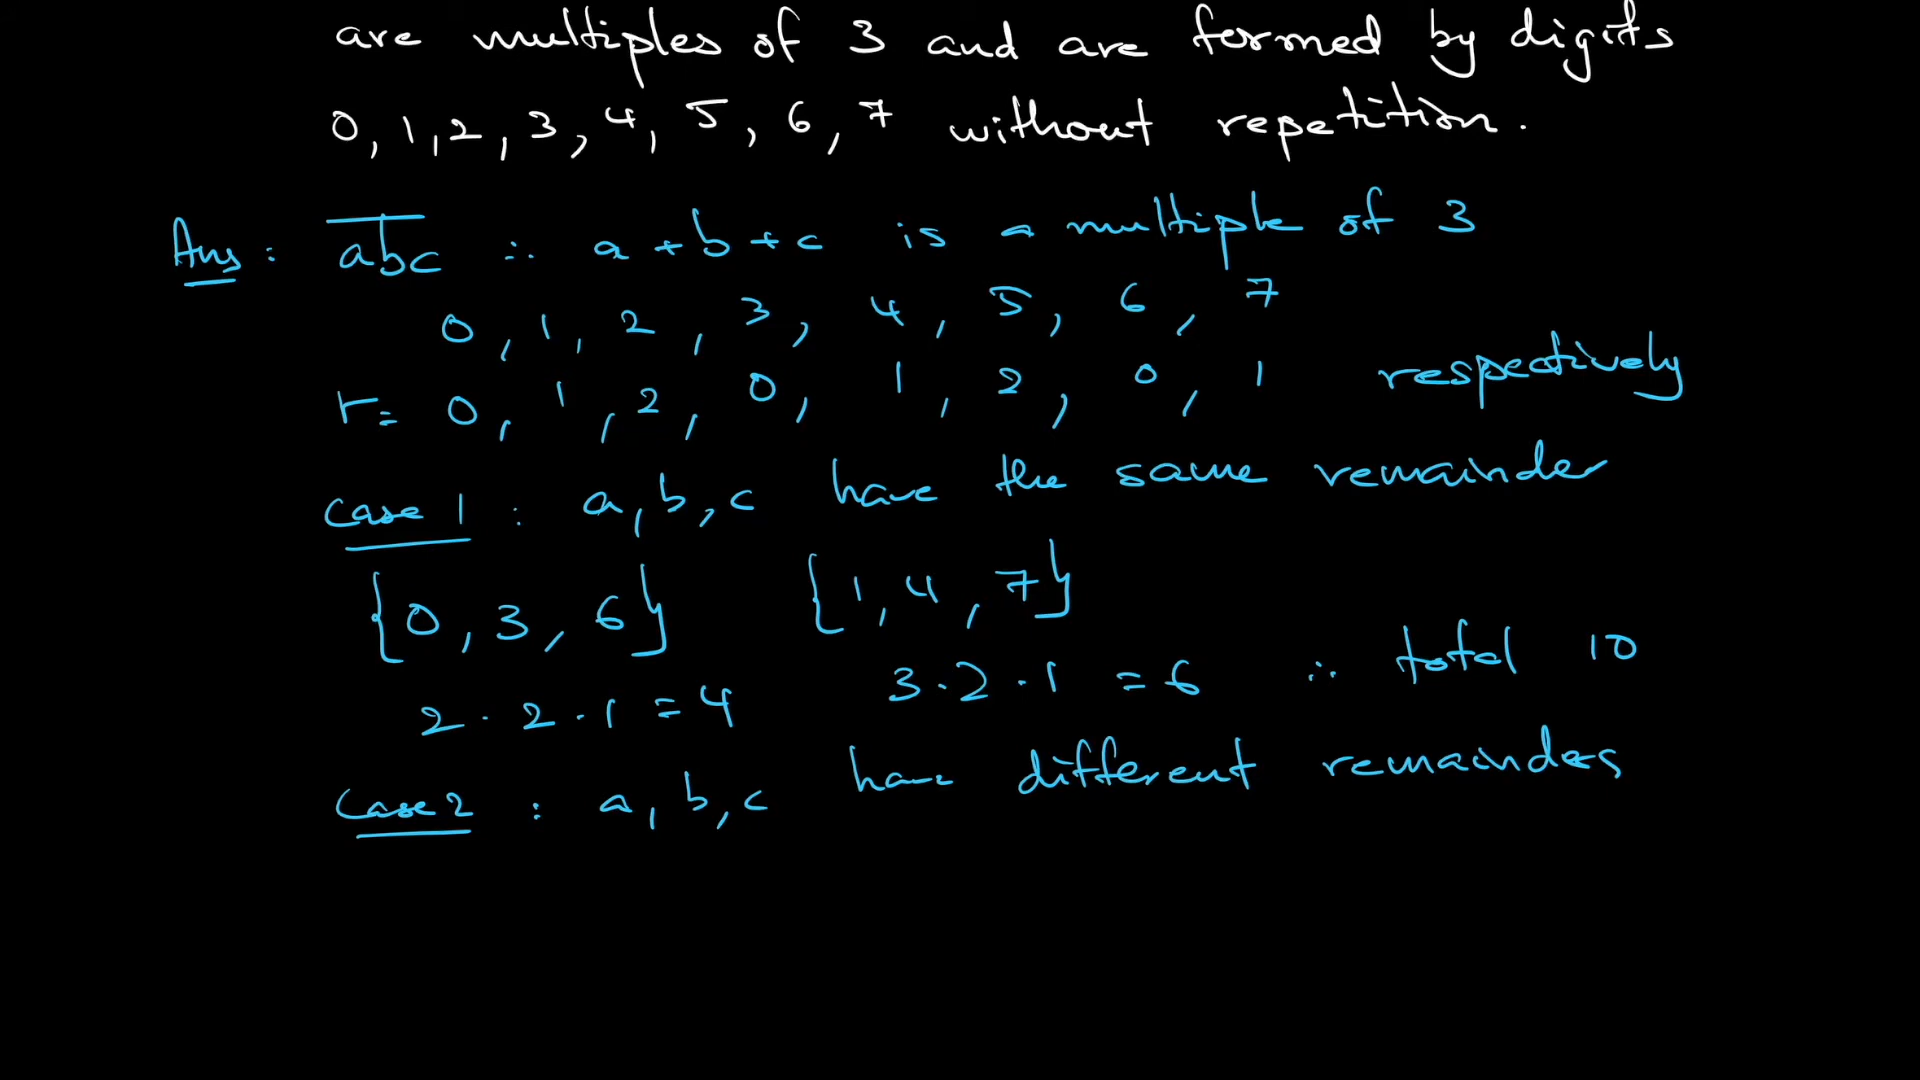 are multiples of 3 and are formed by digits
0, 1, 2, 3, 4, 5, 6, 7 without repetition.
Ans: abc ∴ a + b + c is a multiple of 3
0, 1, 2, 3, 4, 5, 6, 7
r = 0, 1, 2, 0, 1, 2, 0, 1 respectively
Case 1 : a, b, c have the same remainder
{0, 3, 6} {1, 4, 7}
2 · 2 · 1 = 4 3 · 2 · 1 = 6 ∴ total 10
Case 2 : a, b, c have different remainders